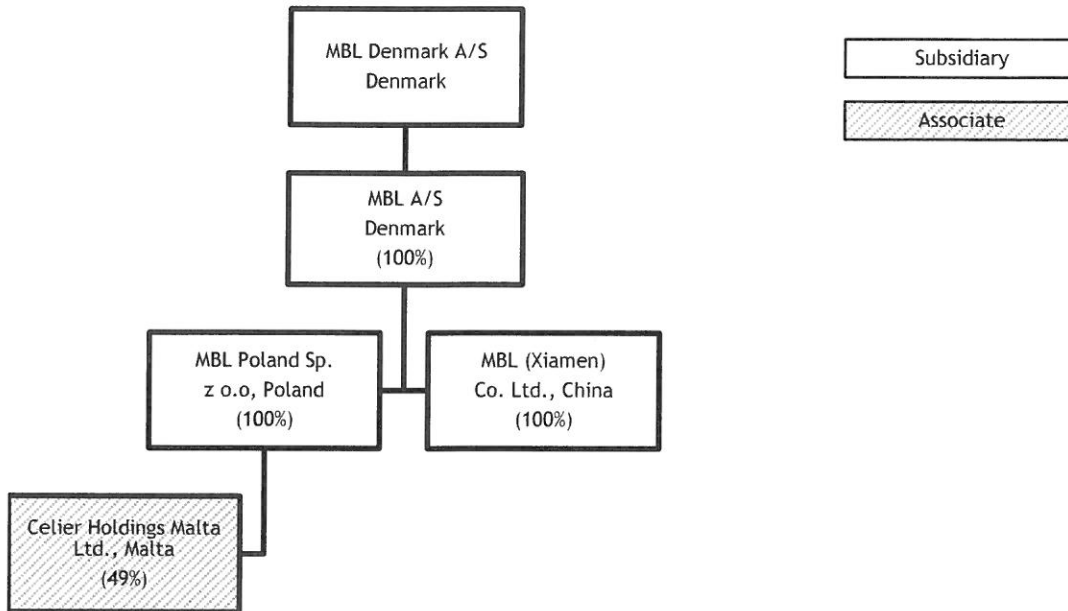 MBL Denmark A/S
Denmark
Subsidiary
Associate
MBL A/S
Denmark
(100%)
MBL Poland Sp.
z o.o, Poland
(100%)
MBL (Xiamen)
Co. Ltd., China
(100%)
Celier Holdings Malta
Ltd., Malta
(49%)